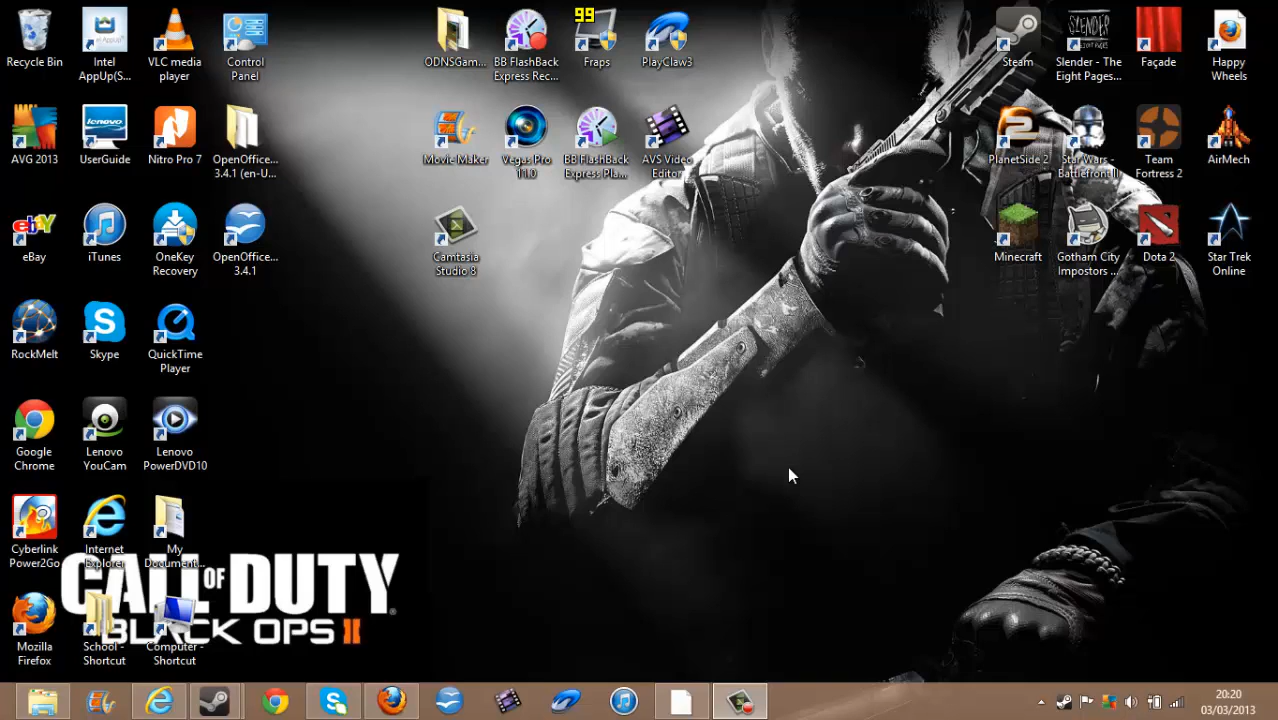 99
Recycle Bin
Intel
AppUp(S...
VLC media
player
Control
Panel
ODNSGam...
BB FlashBack
Express Rec...
Fraps
PlayClaw3
Steam
SLENDER
Slender - The
Eight Pages...
Façade
Happy
Wheels
AVG 2013
lenovo
UserGuide
Nitro Pro 7
OpenOffice...
3.4.1 (en-U...
Movie Maker
Vegas Pro
11.0
BB FlashBack
Express Pla...
AVS Video
Editor
2
PlanetSide 2
Star Wars -
Battlefront II
Team
Fortress 2
AirMech
ebY
eBay
iTunes
OneKey
Recovery
OpenOffice...
3.4.1
Camtasia
Studio 8
Minecraft
Gotham City
Impostors ...
Dota 2
Star Trek
Online
RockMelt
Skype
QuickTime
Player
Google
Chrome
Lenovo
YouCam
Lenovo
PowerDVD10
Cyberlink
Power2Go
Internet
Explorer
My
Document...
CALL OF DUTY
BLACK OPS II
Mozilla
Firefox
School -
Shortcut
Computer -
Shortcut
20:20
03/03/2013